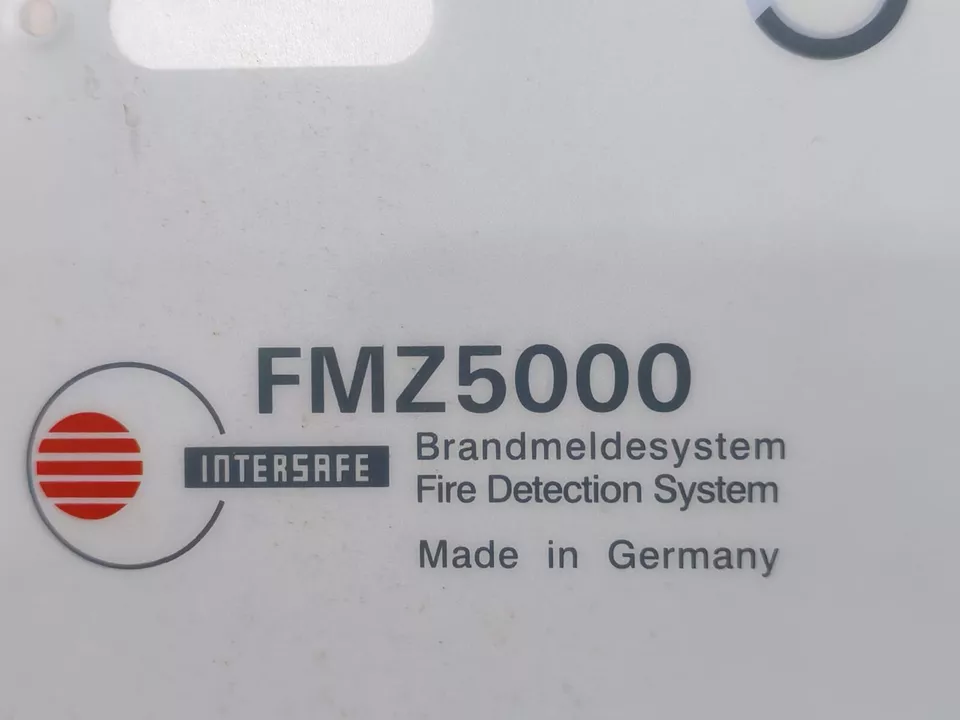 FMZ5000
INTERSAFE
Brandmeldesystem
Fire Detection System
Made in Germany